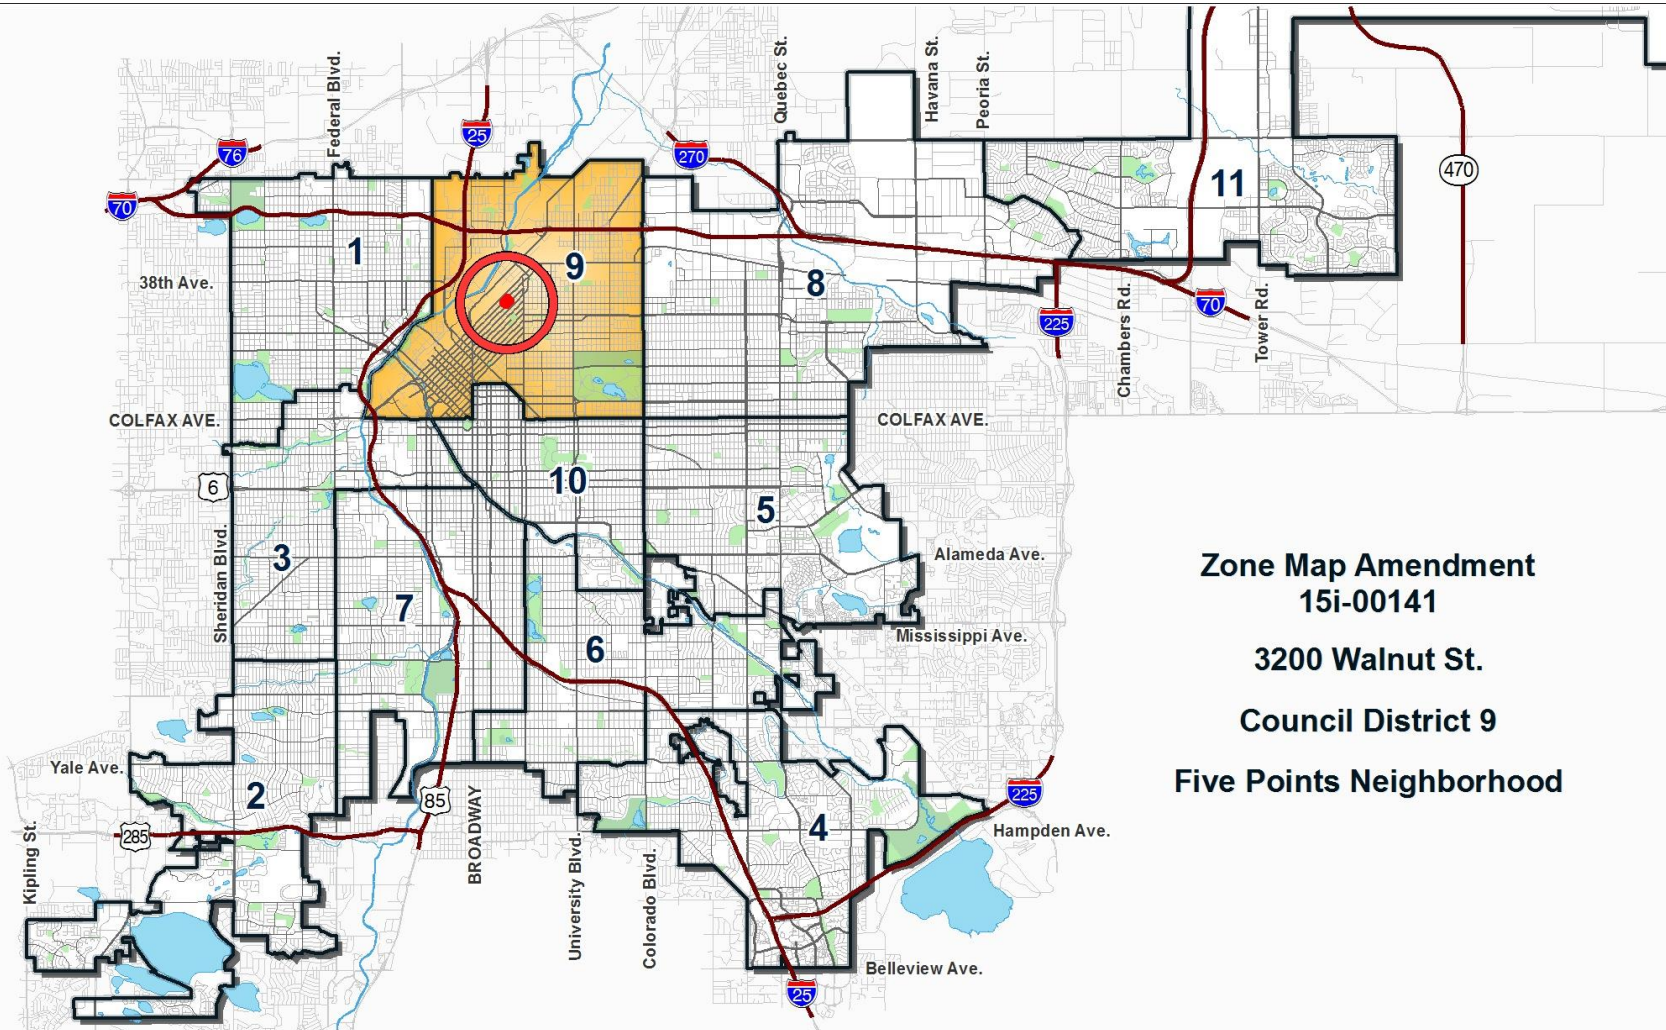 Federal Blvd.
Quebec St.
Havana St.
Peoria St.
25
76
270
70
470
11
1
9
38th Ave.
8
70
225
Chambers Rd.
Tower Rd.
COLFAX AVE.
COLFAX AVE.
10
6
5
3
Sheridan Blvd.
Alameda Ave.
7
Mississippi Ave.
6
Zone Map Amendment
15i-00141
3200 Walnut St.
Council District 9
Five Points Neighborhood
Yale Ave.
2
85
225
4
285
Hampden Ave.
Kipling St.
BROADWAY
University Blvd.
Colorado Blvd.
Belleview Ave.
25